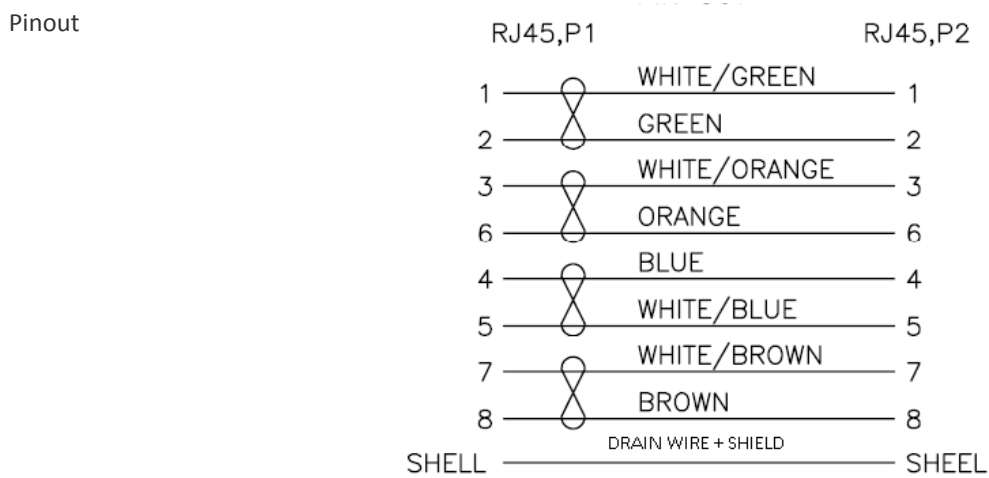 Pinout
RJ45,P1 RJ45,P2
1 WHITE/GREEN 1
2 GREEN 2
3 WHITE/ORANGE 3
6 ORANGE 6
4 BLUE 4
5 WHITE/BLUE 5
7 WHITE/BROWN 7
8 BROWN 8
DRAIN WIRE + SHIELD
SHELL SHEEL